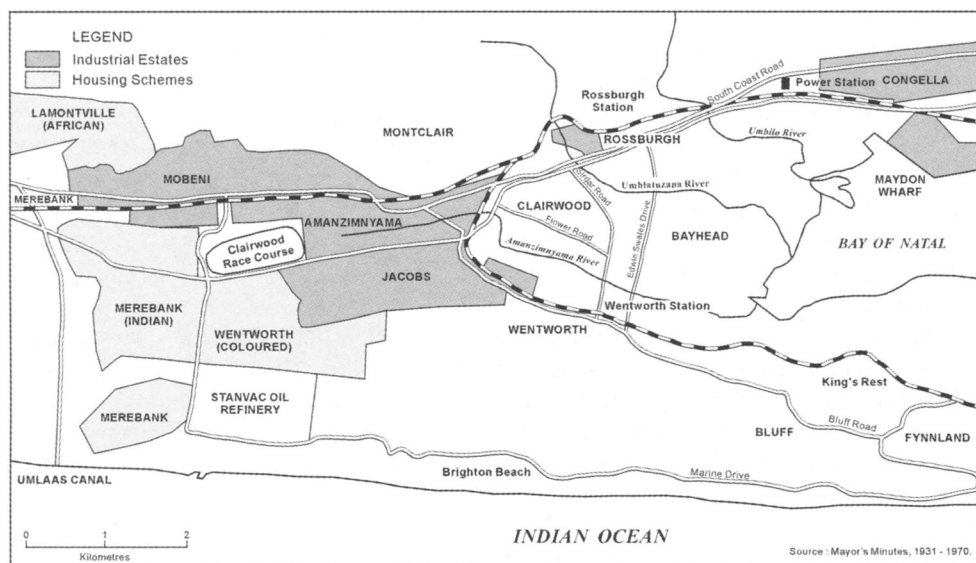 LEGEND
Industrial Estates
Housing Schemes
LAMONTVILLE
(AFRICAN)
MONTCLAIR
Rossburgh
Station
South Coast Road
Power Station
CONGELLA
ROSSBURGH
Umbilo River
MOBENI
MEREBANK
Sirdar Road
Umhlatuzana River
MAYDON
WHARF
AMANZIMNYAMA
CLAIRWOOD
Flower Road
Edwin Swales Drive
BAYHEAD
BAY OF NATAL
Clairwood
Race Course
Amanzimnyama River
JACOBS
MEREBANK
(INDIAN)
WENTWORTH
(COLOURED)
WENTWORTH
Wentworth Station
King's Rest
MEREBANK
STANVAC OIL
REFINERY
Bluff Road
BLUFF
FYNNLAND
UMLAAS CANAL
Brighton Beach
Marine Drive
0 1 2
Kilometres
INDIAN OCEAN
Source : Mayor's Minutes, 1931 - 1970.